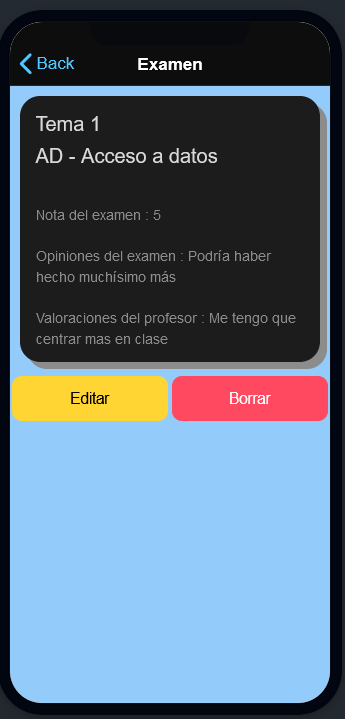 Back
Examen
Tema 1
AD - Acceso a datos
Nota del examen : 5
Opiniones del examen : Podría haber
hecho muchísimo más
Valoraciones del profesor : Me tengo que
centrar mas en clase
Editar
Borrar